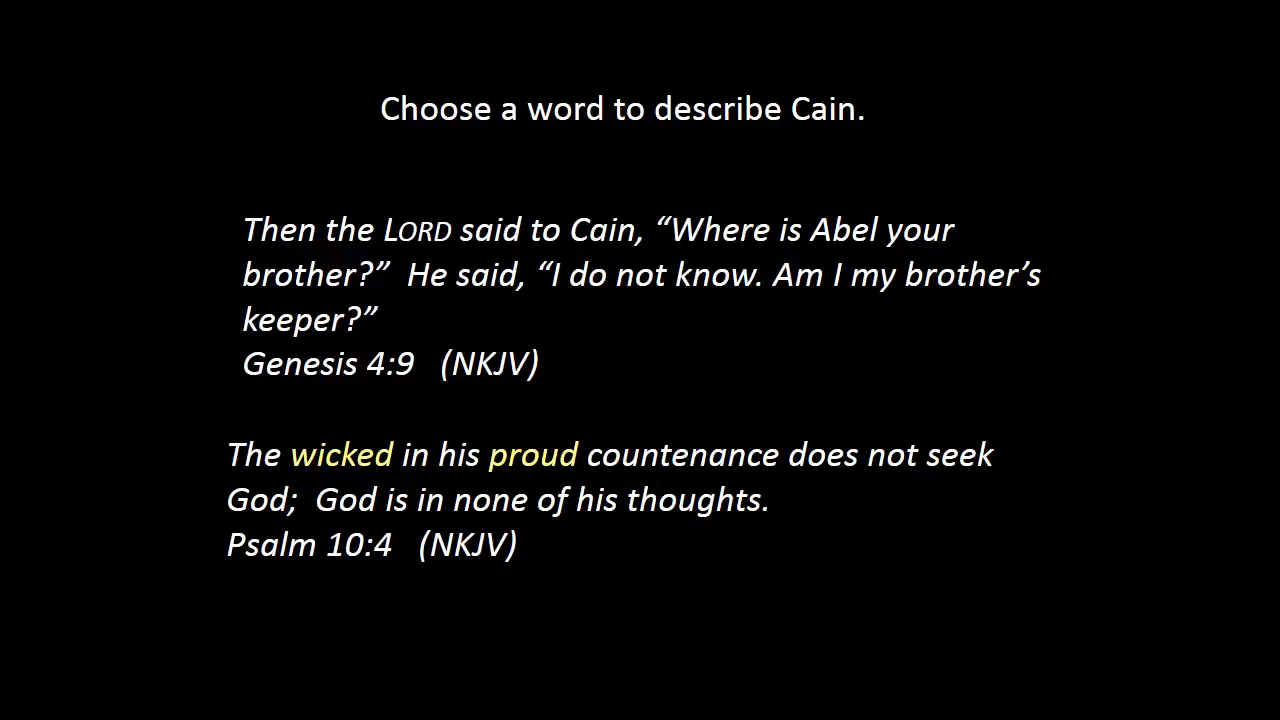 Choose a word to describe Cain.
Then the LORD said to Cain, “Where is Abel your
brother?”  He said, “I do not know. Am I my brother’s
keeper?”
Genesis 4:9   (NKJV)
The wicked in his proud countenance does not seek
God;  God is in none of his thoughts.
Psalm 10:4   (NKJV)